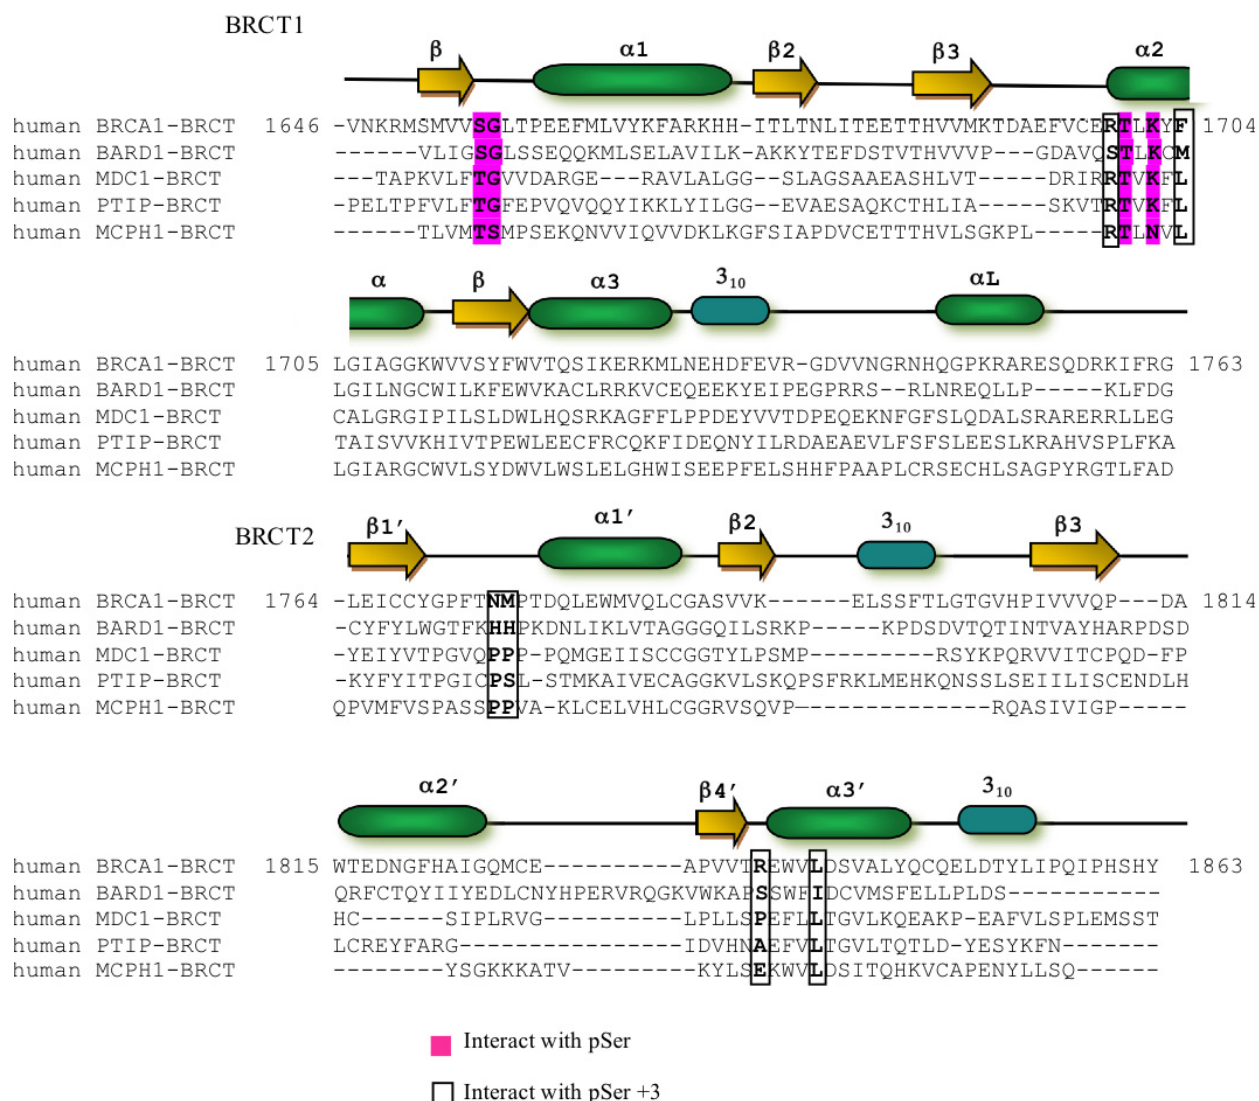 BRCT1
β α1 β2 β3 α2
human BRCA1-BRCT 1646 -VNKRMSMVVSGLTPEEFMLVYKFARKHH-ITLTNLITEETTHVVMKTDAEFVCERTLKYF 1704
human BARD1-BRCT ------VLIGSGLSSEQQKMLSELAVILK-AKKYTEFDSTVTHVVVP---GDAVQSTLKCM
human MDC1-BRCT ---TAPKVLFTGVVDARGE---RAVLALGG--SLAGSAAEASHLVT-----DRIRRTVKFL
human PTIP-BRCT -PELTPFVLFTGFEPVQVQQYIKKLYILGG--EVAESAQKCTHLIA-----SKVTRTVKFL
human MCPH1-BRCT ------TLVMTSMPSEKQNVVIQVVDKLKGFSIAPDVCETTTHVLSGKPL-----RTLNVL
α β α3 3₁₀ αL
human BRCA1-BRCT 1705 LGIAGGKWVVSYFWVTQSIKERKMLNEHDFEVR-GDVVNGRNHQGPKRARESQDRKIFRG 1763
human BARD1-BRCT LGILNGCWILKFEWVKACLRRKVCEQEEKYEIPEGPRRS--RLNREQLLP-----KLFDG
human MDC1-BRCT CALGRGIPILSLDWLHQSRKAGFFLPPDEYVVTDPEQEKNFGFSLQDALSRARERRLLEG
human PTIP-BRCT TAISVVKHIVTPEWLEECFRCQKFIDEQNYILRDAEAEVLFSFSLEESLKRAHVSPLFKA
human MCPH1-BRCT LGIARGCWVLSYDWVLWSLELGHWISEEPFELSHHFPAAPLCRSECHLSAGPYRGTLFAD
BRCT2
β1′ α1′ β2 3₁₀ β3
human BRCA1-BRCT 1764 -LEICCYGPFTNMPTDQLEWMVQLCGASVVK------ELSSFTLGTGVHPIVVVQP---DA 1814
human BARD1-BRCT -CYFYLWGTFKHHPKDNLIKLVTAGGGQILSRKP-----KPDSDVTQTINTVAYHARPDSD
human MDC1-BRCT -YEIYVTPGVQPPP-PQMGEIISCCGGTYLPSMP---------RSYKPQRVVITCPQD-FP
human PTIP-BRCT -KYFYITPGICPSL-STMKAIVECAGGKVLSKQPSFRKLMEHKQNSSLSEIILISCENDLH
human MCPH1-BRCT QPVMFVSPASSPPVA-KLCELVHLCGGRVSQVP--------------RQASIVIGP-----
α2′ β4′ α3′ 3₁₀
human BRCA1-BRCT 1815 WTEDNGFHAIGQMCE----------APVVTREWVLDSVALYQCQELDTYLIPQIPHSHY 1863
human BARD1-BRCT QRFCTQYIIYEDLCNYHPERVRQGKVWKAPSSWFIDCVMSFELLPLDS-----------
human MDC1-BRCT HC------SIPLRVG----------LPLLSPEFLLTGVLKQEAKP-EAFVLSPLEMSST
human PTIP-BRCT LCREYFARG----------------IDVHNAEFVLTGVLTQTLD-YESYKFN-------
human MCPH1-BRCT --------YSGKKKATV--------KYLSEKWVLDSITQHKVCAPENYLLSQ------
Interact with pSer
Interact with pSer +3